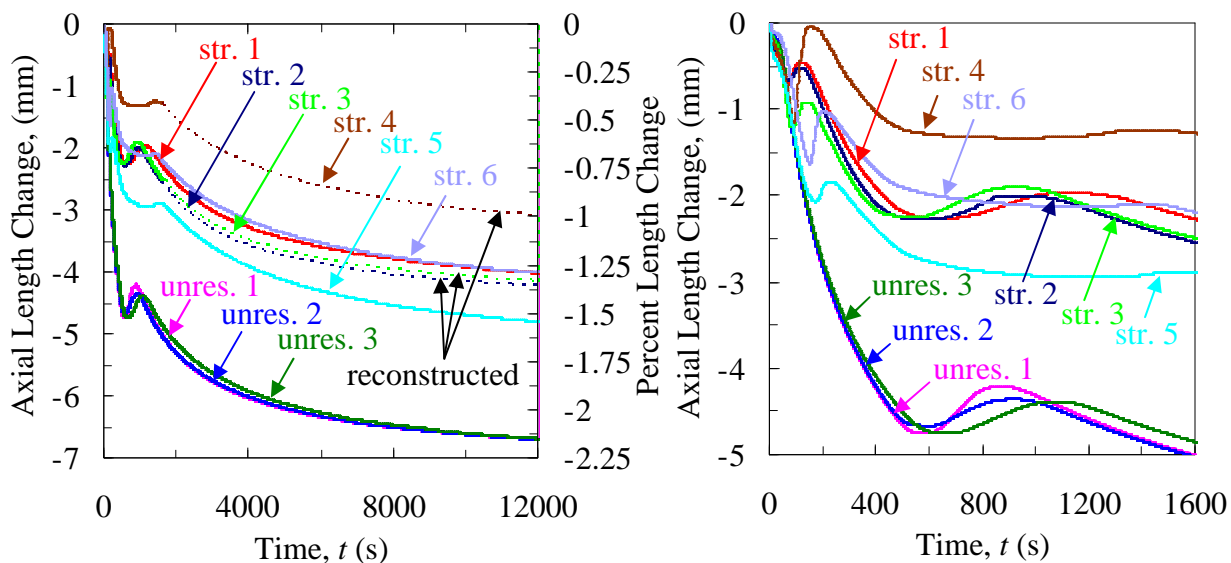 Axial Length Change, (mm)
0
-1
-2
-3
-4
-5
-6
-7
0
4000
8000
12000
Time, t (s)
str. 1
str. 2
str. 3
str. 4
str. 5
str. 6
unres. 1
unres. 2
unres. 3
reconstructed
0
-0.25
-0.5
-0.75
-1
-1.25
-1.5
-1.75
-2
-2.25
Percent Length Change
Axial Length Change, (mm)
0
-1
-2
-3
-4
-5
0
400
800
1200
1600
Time, t (s)
str. 1
str. 4
str. 6
str. 2
str. 3
str. 5
unres. 3
unres. 2
unres. 1